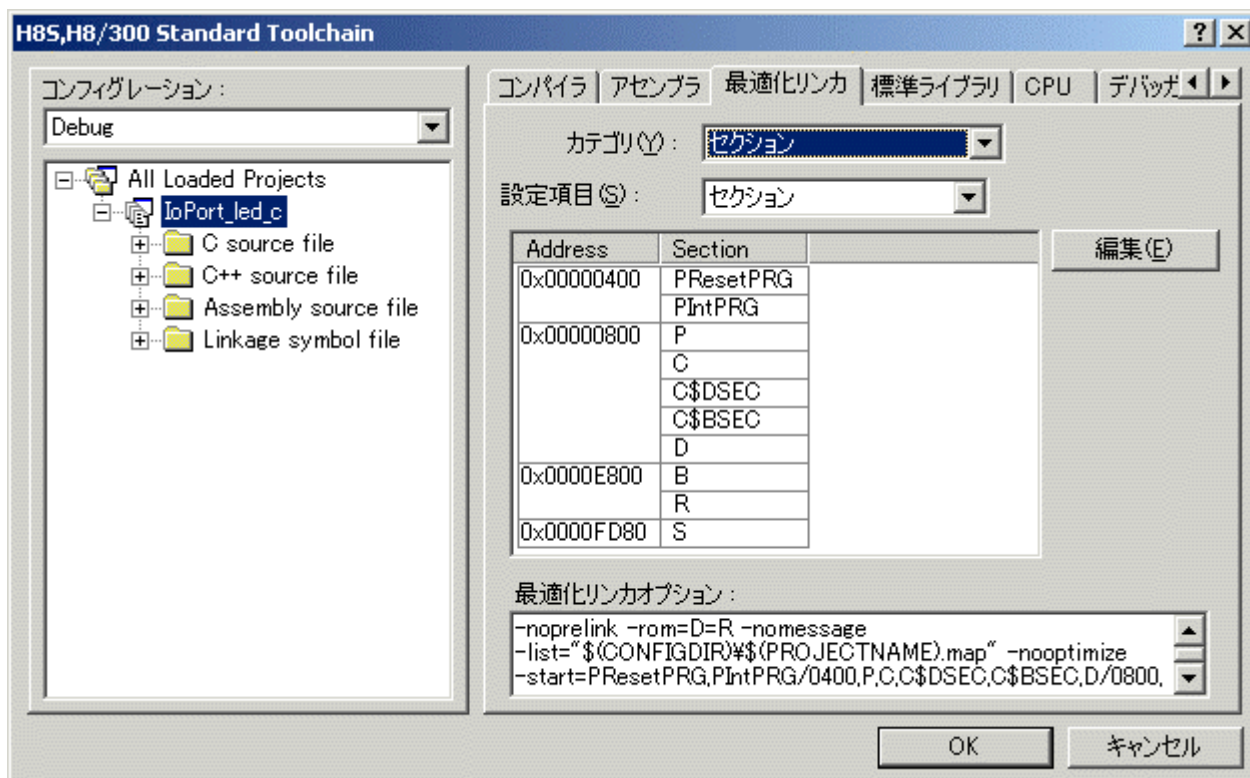 H8S,H8/300 Standard Toolchain
コンフィグレーション :
Debug
All Loaded Projects
IoPort_led_c
C source file
C++ source file
Assembly source file
Linkage symbol file
コンパイラ アセンブラ 最適化リンカ 標準ライブラリ CPU デバッガ
カテゴリ(Y) : セクション
設定項目(S) : セクション
Address Section
0x00000400 PResetPRG
PIntPRG
0x00000800 P
C
C$DSEC
C$BSEC
D
0x0000E800 B
R
0x0000FD80 S
編集(E)
最適化リンカオプション :
-noprelink -rom=D=R -nomessage
-list="$(CONFIGDIR)¥$(PROJECTNAME).map" -nooptimize
-start=PResetPRG,PIntPRG/0400,P,C,C$DSEC,C$BSEC,D/0800,
OK キャンセル